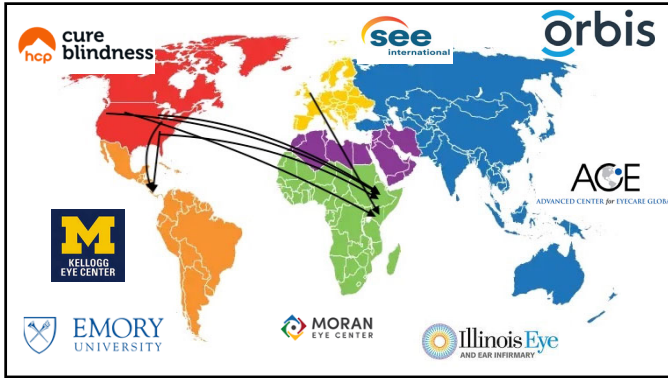 cure
blindness
hcp
see
international
orbis
ACE
ADVANCED CENTER for EYECARE GLOBAL
M
KELLOGG
EYE CENTER
EMORY
UNIVERSITY
MORAN
EYE CENTER
Illinois Eye
AND EAR INFIRMARY